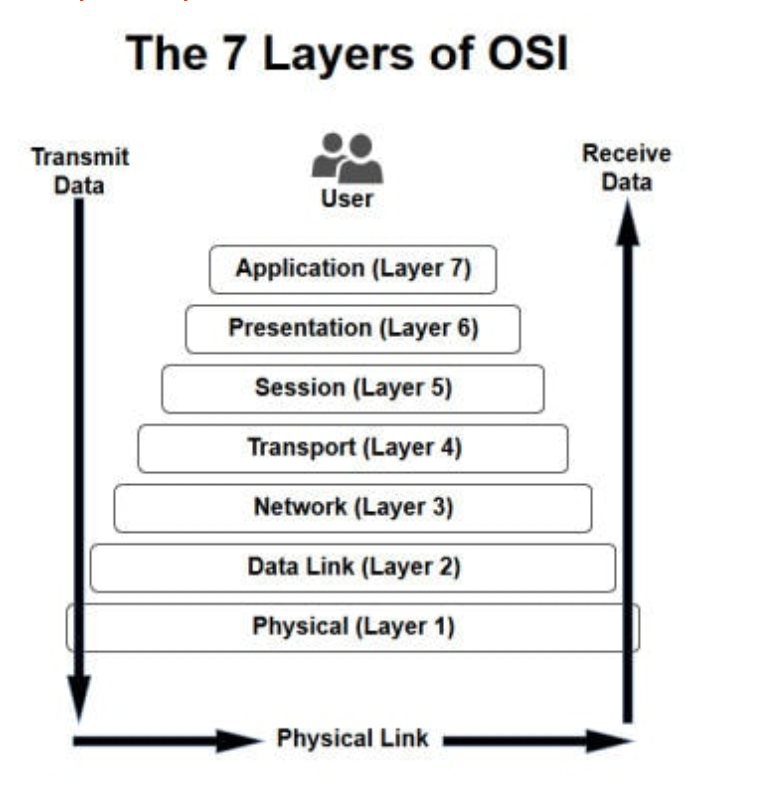 The 7 Layers of OSI
Transmit
Data
User
Receive
Data
Application (Layer 7)
Presentation (Layer 6)
Session (Layer 5)
Transport (Layer 4)
Network (Layer 3)
Data Link (Layer 2)
Physical (Layer 1)
Physical Link